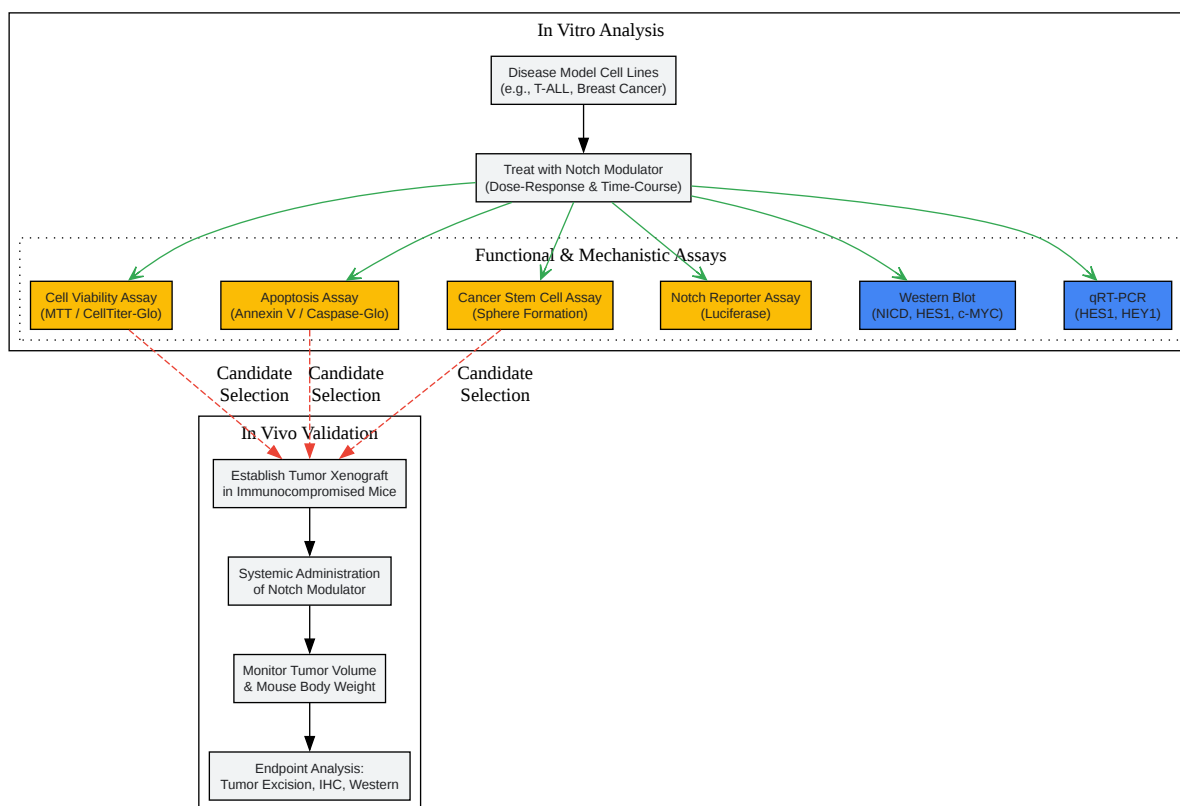 In Vitro Analysis
Disease Model Cell Lines
(e.g., T-ALL, Breast Cancer)
Treat with Notch Modulator
(Dose-Response & Time-Course)
Functional & Mechanistic Assays
Cell Viability Assay
(MTT / CellTiter-Glo)
Apoptosis Assay
(Annexin V / Caspase-Glo)
Cancer Stem Cell Assay
(Sphere Formation)
Notch Reporter Assay
(Luciferase)
Western Blot
(NICD, HES1, c-MYC)
qRT-PCR
(HES1, HEY1)
Candidate
Selection
Candidate
Selection
Candidate
Selection
In Vivo Validation
Establish Tumor Xenograft
in Immunocompromised Mice
Systemic Administration
of Notch Modulator
Monitor Tumor Volume
& Mouse Body Weight
Endpoint Analysis:
Tumor Excision, IHC, Western